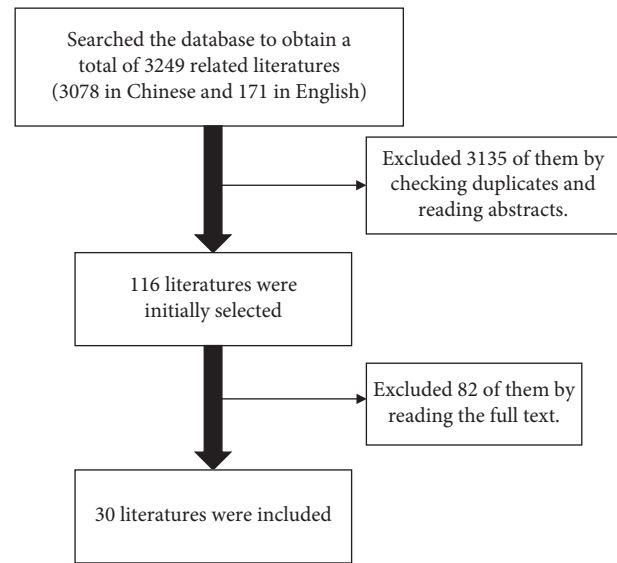 Searched the database to obtain a
total of 3249 related literatures
(3078 in Chinese and 171 in English)
Excluded 3135 of them by
checking duplicates and
reading abstracts.
116 literatures were
initially selected
Excluded 82 of them by
reading the full text.
30 literatures were included